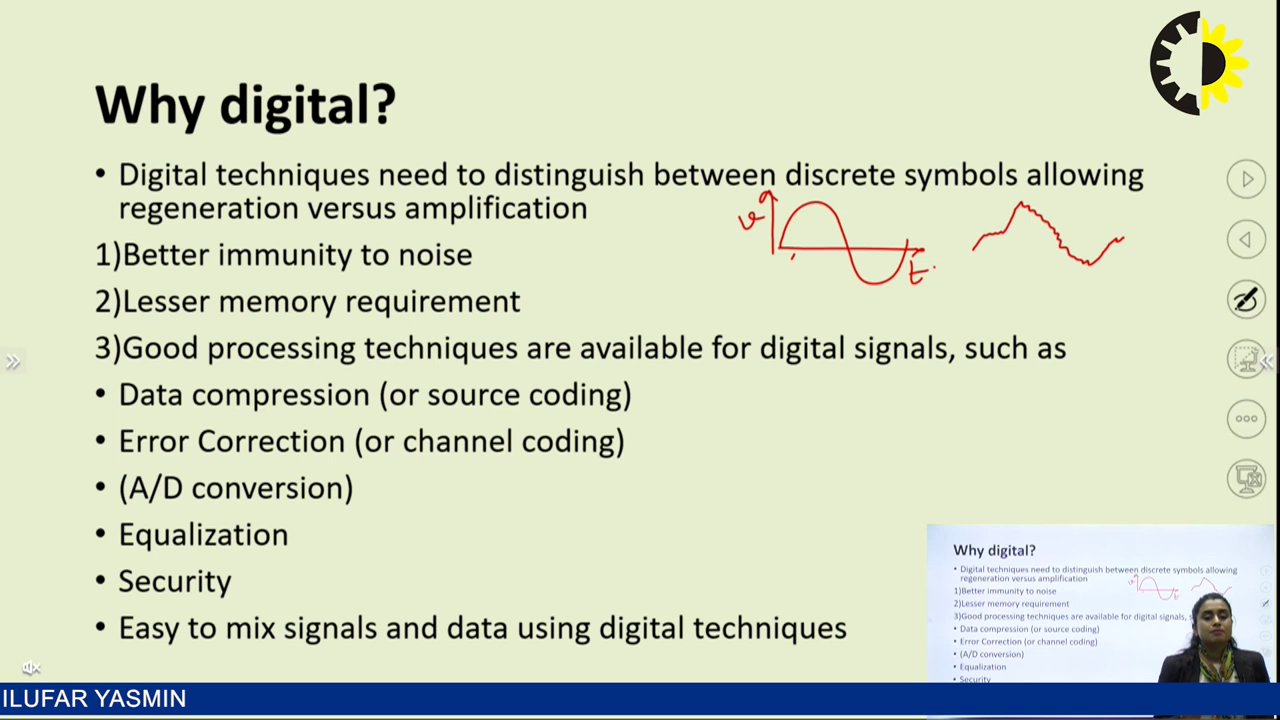 Why digital?
• Digital techniques need to distinguish between discrete symbols allowing
regeneration versus amplification
1)Better immunity to noise
2)Lesser memory requirement
3)Good processing techniques are available for digital signals, such as
• Data compression (or source coding)
• Error Correction (or channel coding)
• (A/D conversion)
• Equalization
• Security
• Easy to mix signals and data using digital techniques
v
t
Why digital?
• Digital techniques need to distinguish between discrete symbols allowing
regeneration versus amplification
1)Better immunity to noise
2)Lesser memory requirement
3)Good processing techniques are available for digital signals,
• Data compression (or source coding)
• Error Correction (or channel coding)
• (A/D conversion)
• Equalization
• Security
ILUFAR YASMIN